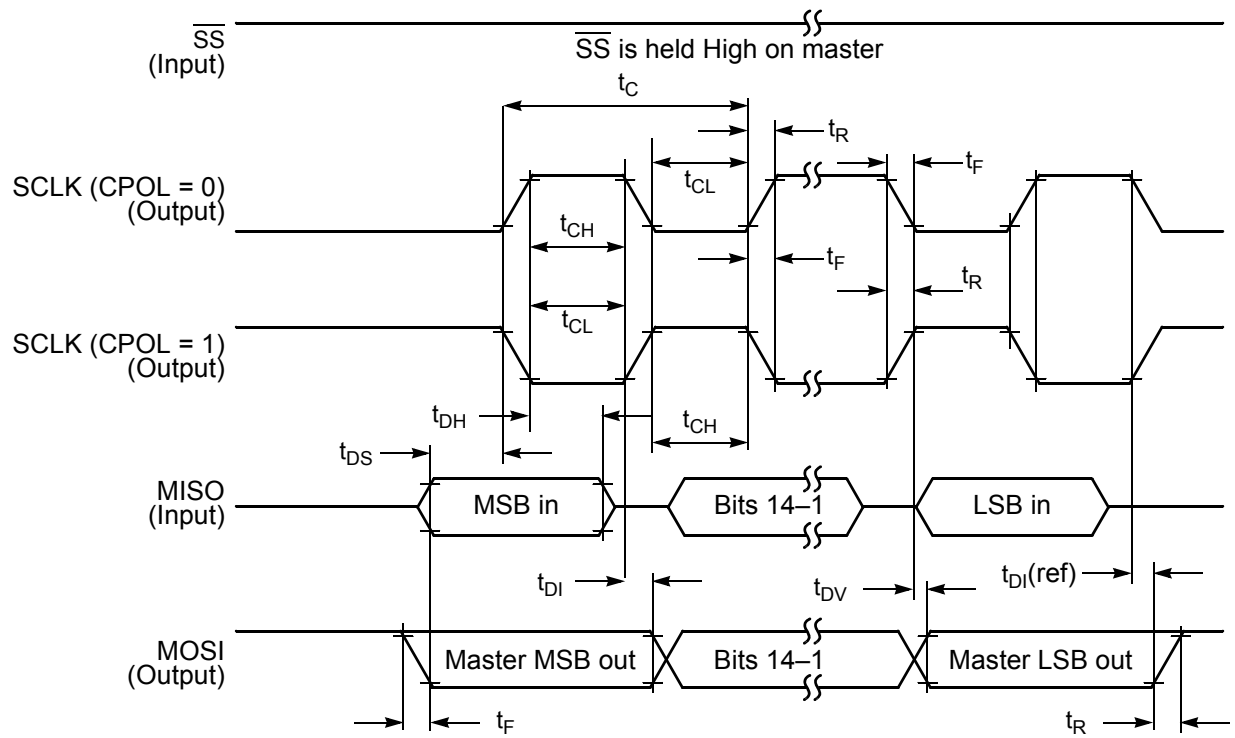 SS
(Input)
SS is held High on master
tC
tR
tF
SCLK (CPOL = 0)
(Output)
tCL
tCH
tF
tR
tCL
SCLK (CPOL = 1)
(Output)
tDH
tCH
tDS
MISO
(Input)
MSB in
Bits 14–1
LSB in
tDI
tDV
tDI(ref)
MOSI
(Output)
Master MSB out
Bits 14–1
Master LSB out
tF
tR